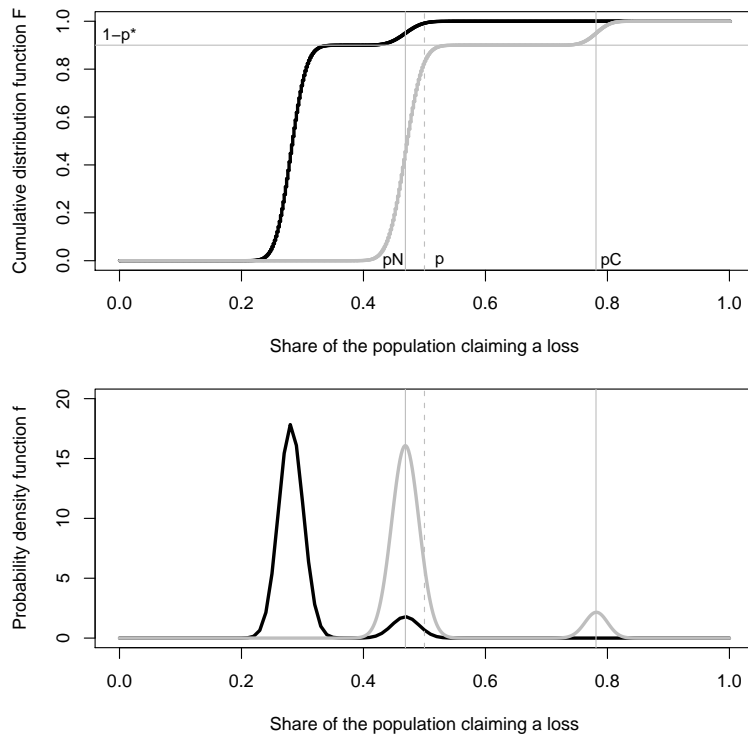 Cumulative distribution function F
1.0
0.8
0.6
0.4
0.2
0.0
1−p*
pN
p
pC
0.0 0.2 0.4 0.6 0.8 1.0
Share of the population claiming a loss
Probability density function f
20
15
10
5
0
0.0 0.2 0.4 0.6 0.8 1.0
Share of the population claiming a loss